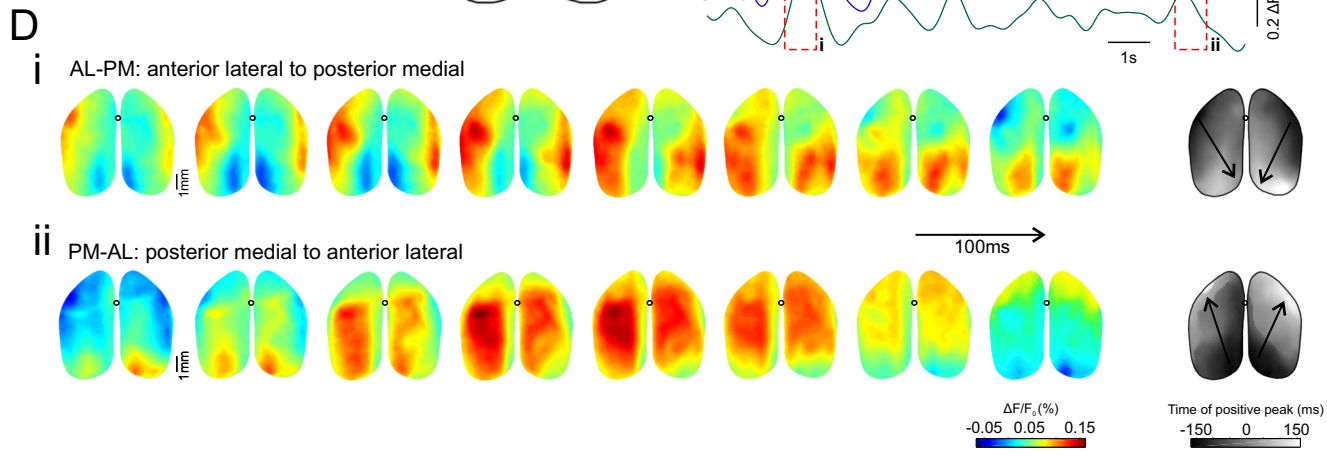 D
0.2 ΔF
i
ii
1s
i
AL-PM: anterior lateral to posterior medial
1mm
100ms
ii
PM-AL: posterior medial to anterior lateral
1mm
ΔF/F₀(%)
-0.05 0.05 0.15
Time of positive peak (ms)
-150 0 150